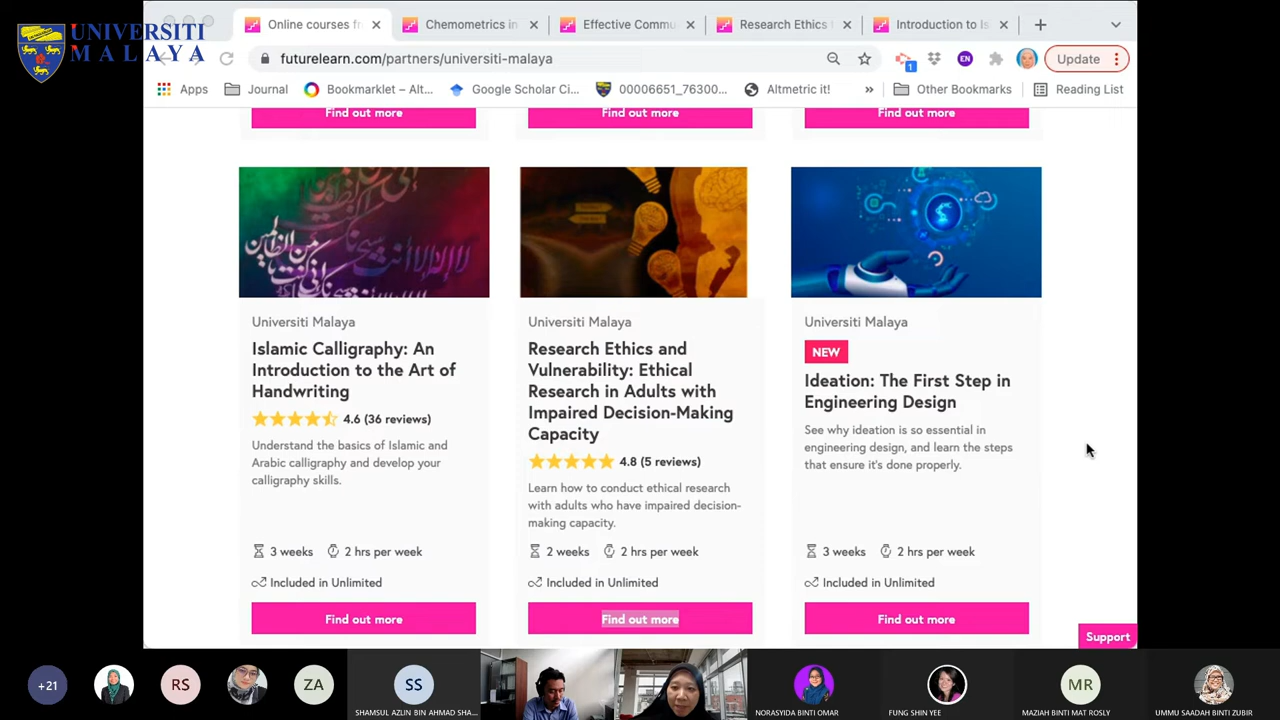 UNIVERSITI
MALAYA
Online courses fr
Chemometrics in
Effective Commu
Research Ethics
Introduction to Is
futurelearn.com/partners/universiti-malaya
1
EN
Update
Apps
Journal
Bookmarklet – Alt...
Google Scholar Ci...
00006651_76300...
Altmetric it!
»
Other Bookmarks
Reading List
Find out more
Find out more
Find out more
Universiti Malaya
Islamic Calligraphy: An
Introduction to the Art of
Handwriting
4.6 (36 reviews)
Understand the basics of Islamic and
Arabic calligraphy and develop your
calligraphy skills.
3 weeks
2 hrs per week
Included in Unlimited
Find out more
Universiti Malaya
Research Ethics and
Vulnerability: Ethical
Research in Adults with
Impaired Decision-Making
Capacity
4.8 (5 reviews)
Learn how to conduct ethical research
with adults who have impaired decision-
making capacity.
2 weeks
2 hrs per week
Included in Unlimited
Find out more
Universiti Malaya
NEW
Ideation: The First Step in
Engineering Design
See why ideation is so essential in
engineering design, and learn the steps
that ensure it's done properly.
3 weeks
2 hrs per week
Included in Unlimited
Find out more
Support
+21
RS
ZA
SS
SHAMSUL AZLIN BIN AHMAD SHA...
NORASYIDA BINTI OMAR
FUNG SHIN YEE
MR
MAZIAH BINTI MAT ROSLY
UMMU SAADAH BINTI ZUBIR